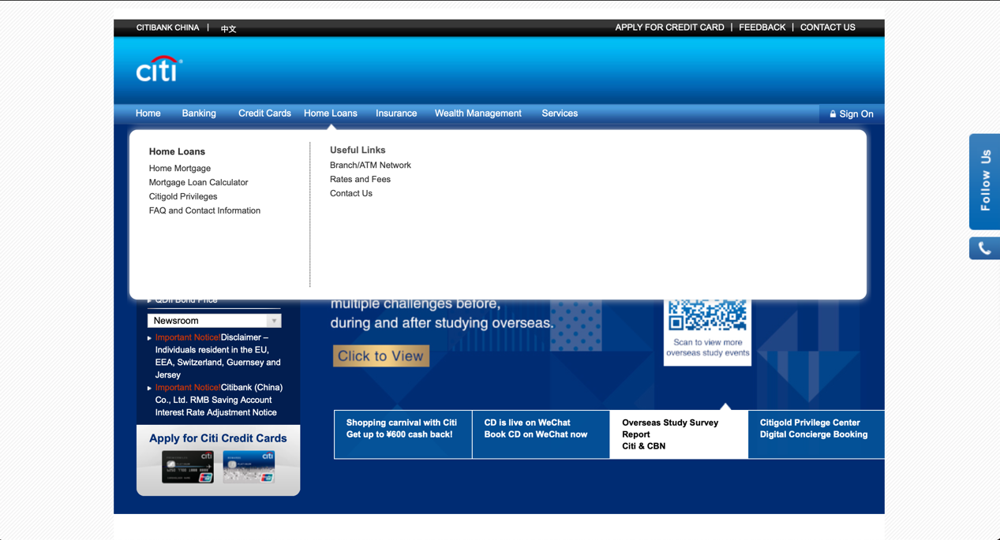 CITIBANK CHINA | 中文
APPLY FOR CREDIT CARD | FEEDBACK | CONTACT US
citi
Home Banking Credit Cards Home Loans Insurance Wealth Management Services
Sign On
Home Loans
Home Mortgage
Mortgage Loan Calculator
Citigold Privileges
FAQ and Contact Information
Useful Links
Branch/ATM Network
Rates and Fees
Contact Us
Follow Us
QDII Bond Price
Newsroom
Important Notice!Disclaimer –
Individuals resident in the EU,
EEA, Switzerland, Guernsey and
Jersey
Important Notice!Citibank (China)
Co., Ltd. RMB Saving Account
Interest Rate Adjustment Notice
Apply for Citi Credit Cards
citi
citi
multiple challenges before,
during and after studying overseas.
Click to View
Scan to view more
overseas study events
Shopping carnival with Citi
Get up to ¥600 cash back!
CD is live on WeChat
Book CD on WeChat now
Overseas Study Survey
Report
Citi & CBN
Citigold Privilege Center
Digital Concierge Booking